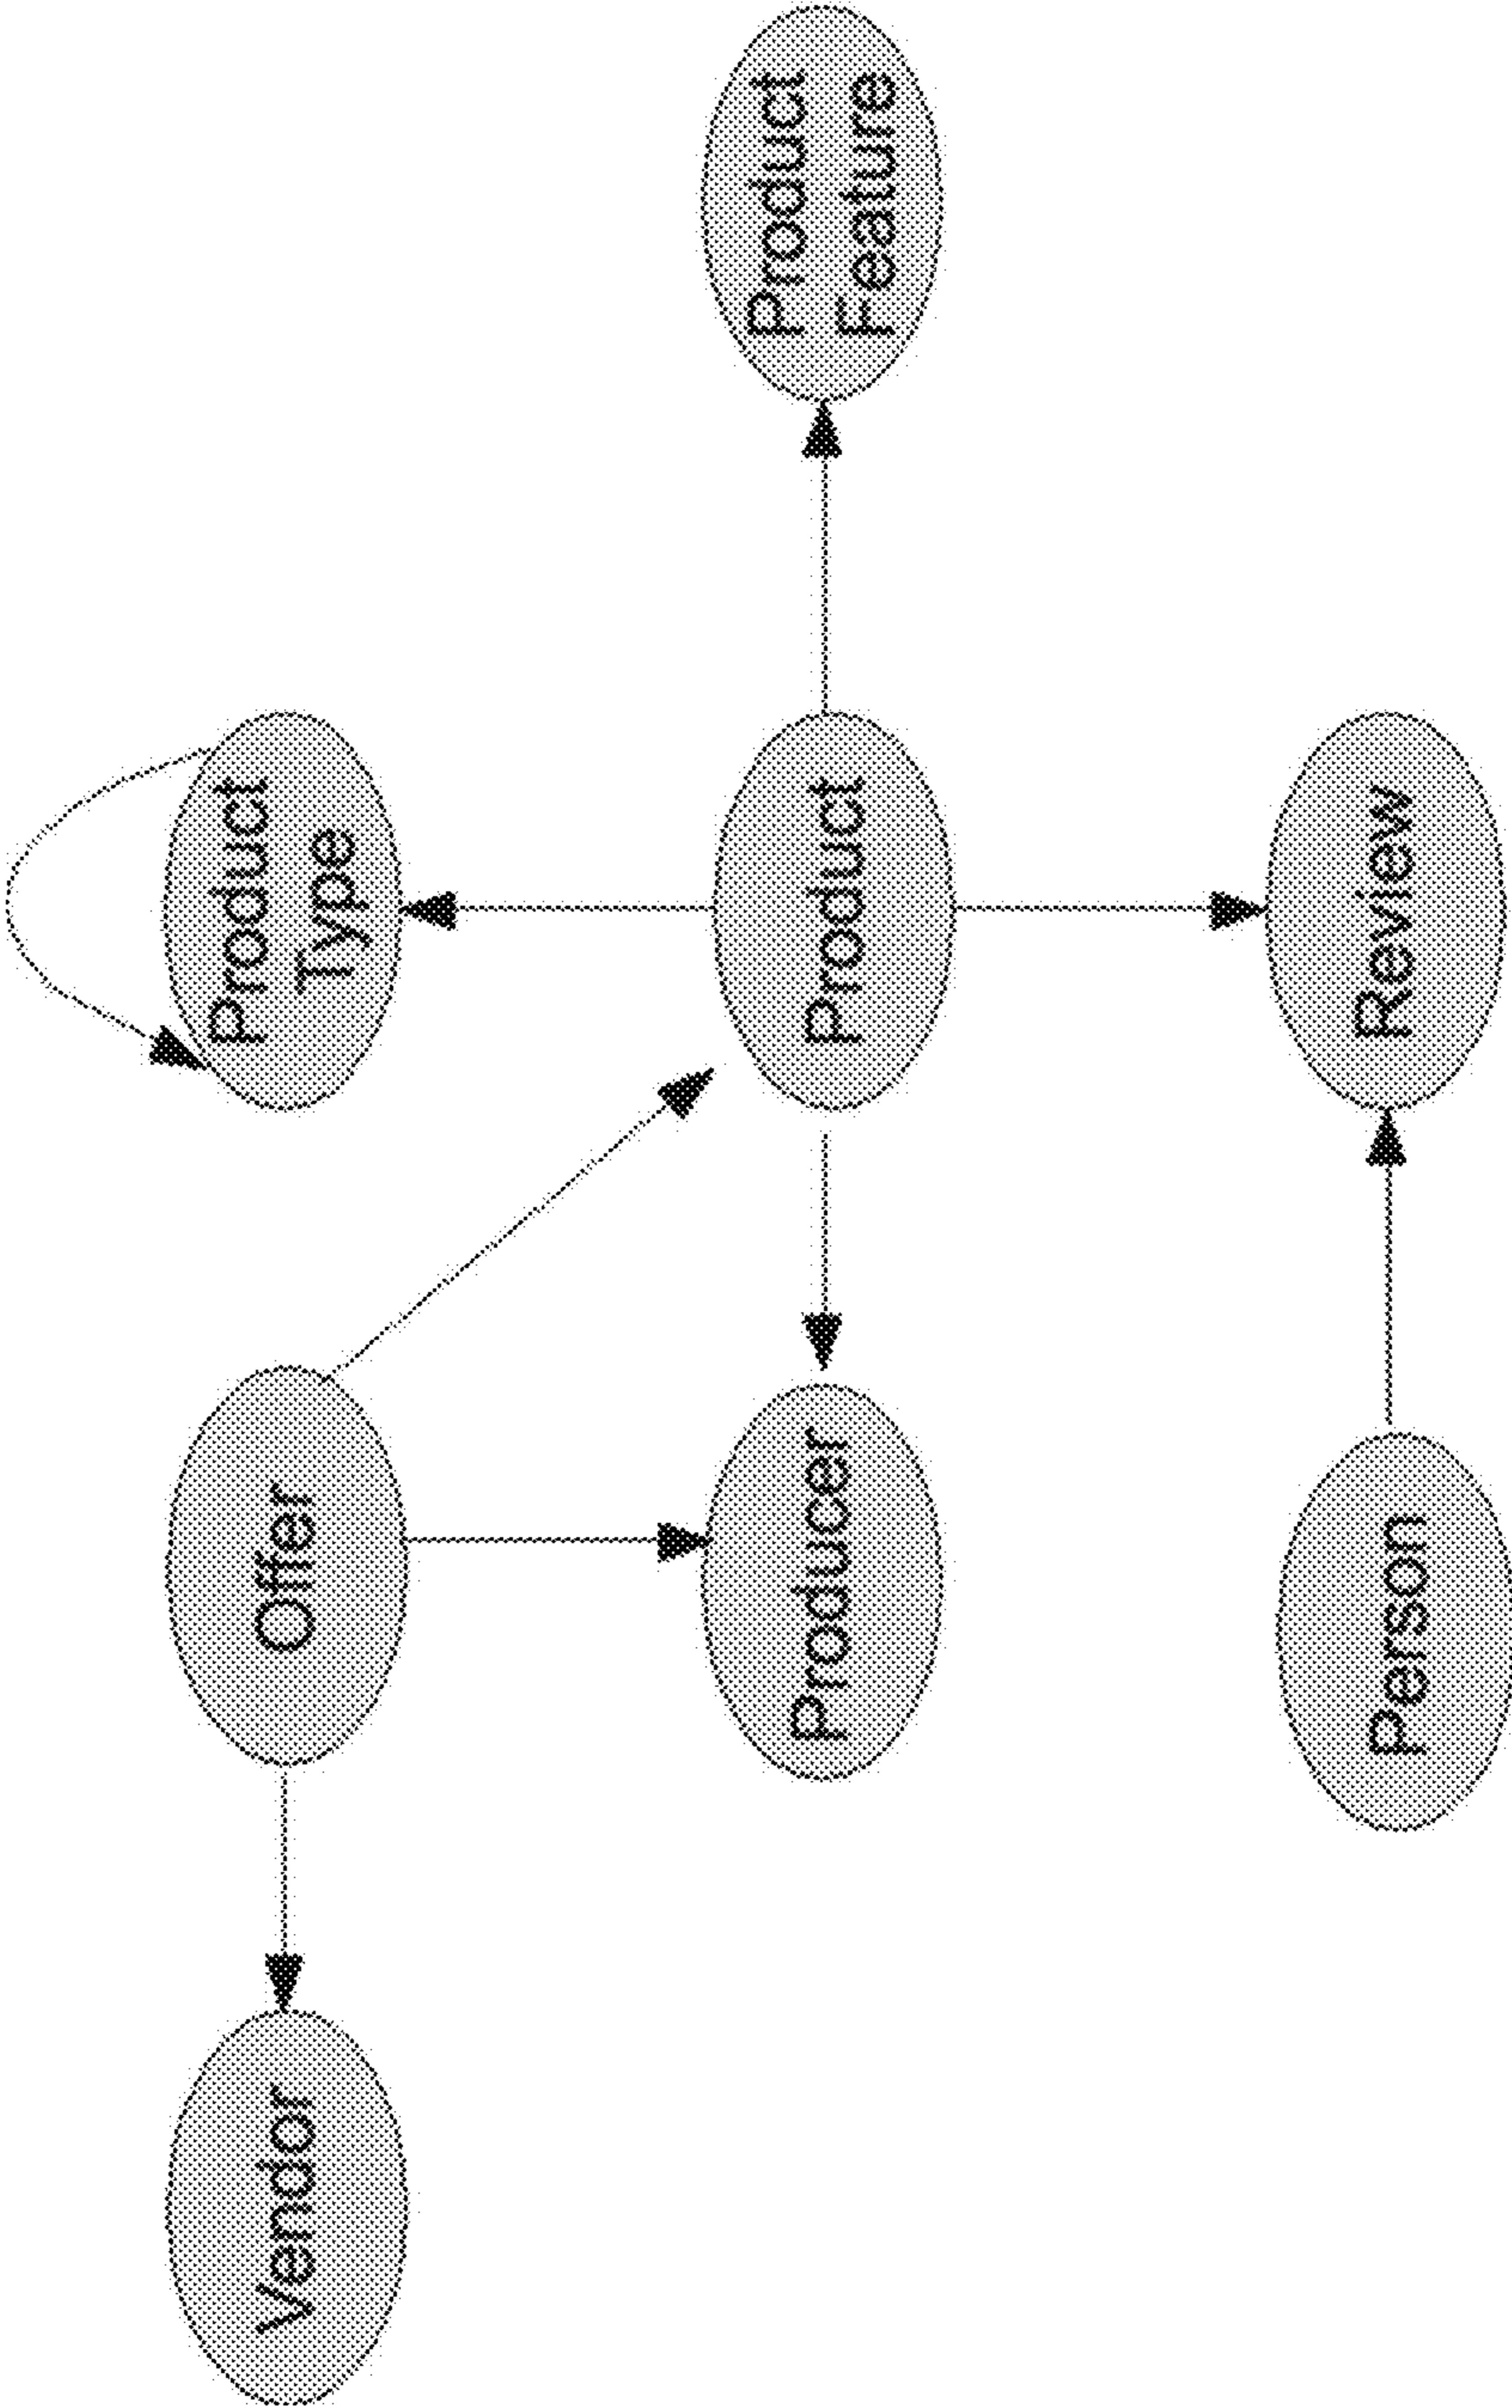 Vendor
Offer
Product
Type
Producer
Product
Product
Feature
Person
Review